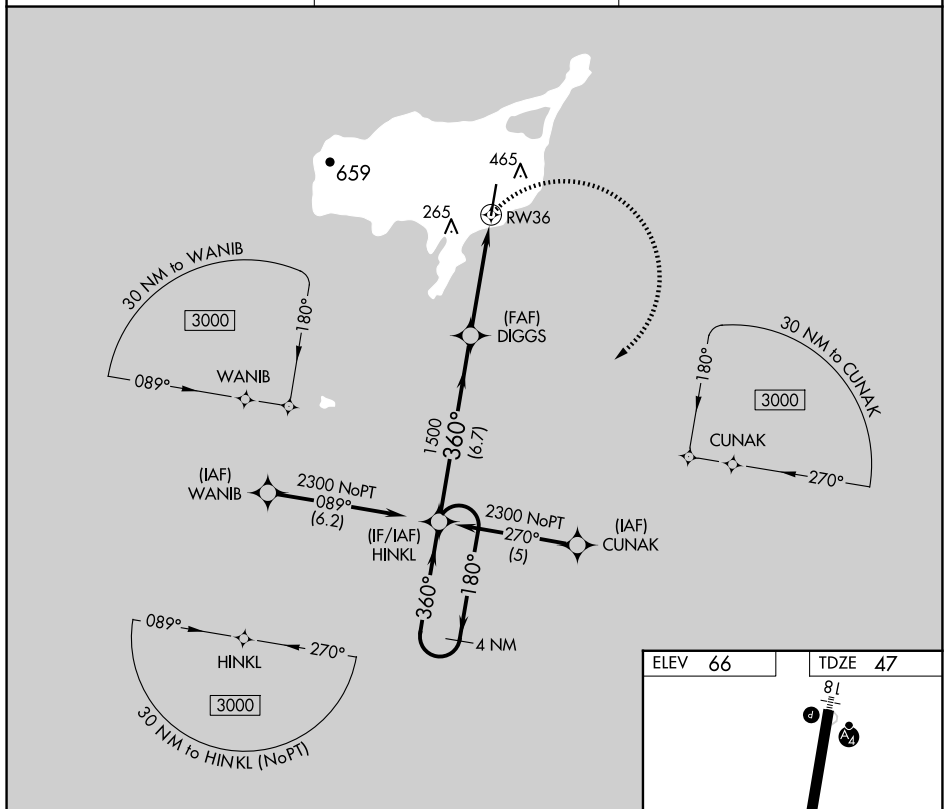 465
659
265
RW36
30 NM to WANIB
3000
180°
(FAF)
DIGGS
30 NM to CUNAK
180°
3000
089°
WANIB
CUNAK
270°
1500
360°
(6.7)
(IAF)
WANIB
2300 NoPT
089°
(6.2)
2300 NoPT
270°
(5)
(IAF)
CUNAK
(IF/IAF)
HINKL
360°
180°
4 NM
089°
270°
HINKL
3000
30 NM to HINKL (NoPT)
ELEV 66
TDZE 47
18
P
A4